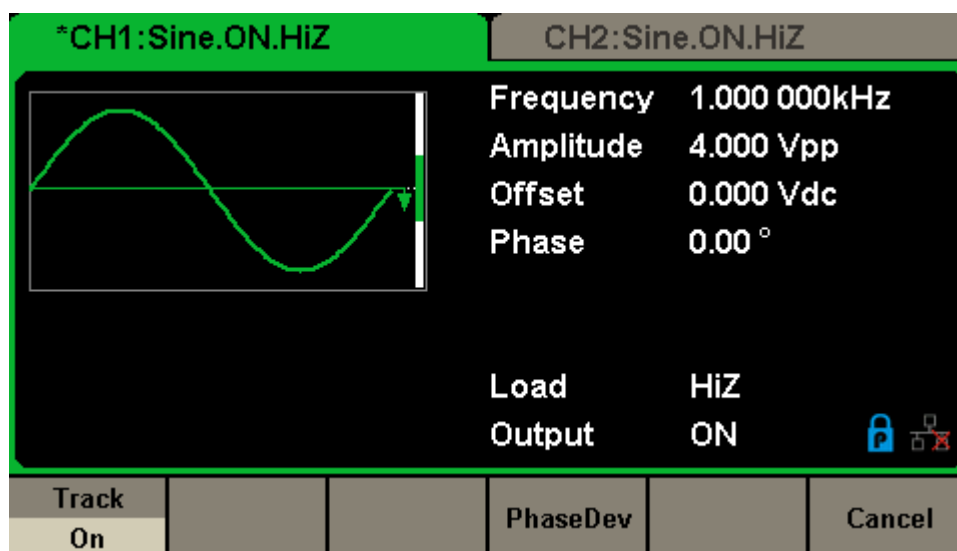 *CH1:Sine.ON.HiZ CH2:Sine.ON.HiZ
Frequency 1.000 000kHz
Amplitude 4.000 Vpp
Offset 0.000 Vdc
Phase 0.00 °
Load HiZ
Output ON P
Track
On
PhaseDev
Cancel